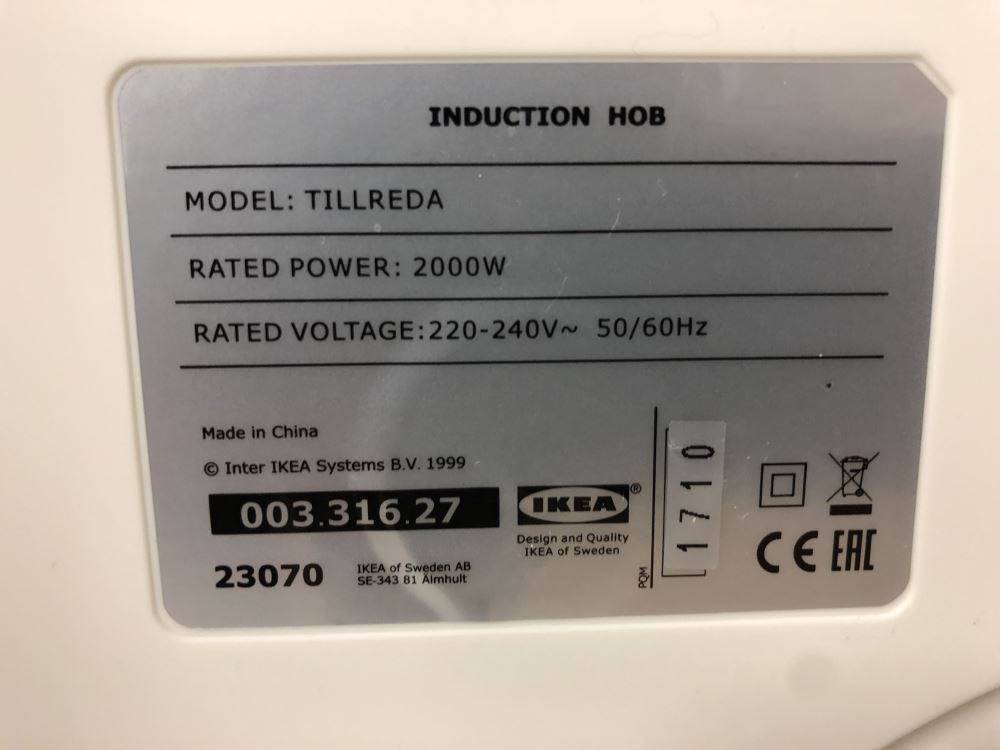 INDUCTION HOB
MODEL: TILLREDA
RATED POWER: 2000W
RATED VOLTAGE:220-240V~ 50/60Hz
Made in China
© Inter IKEA Systems B.V. 1999
003.316.27
23070
IKEA of Sweden AB
SE-343 81 Älmhult
IKEA®
Design and Quality
IKEA of Sweden
PQM
1710
CE EAC